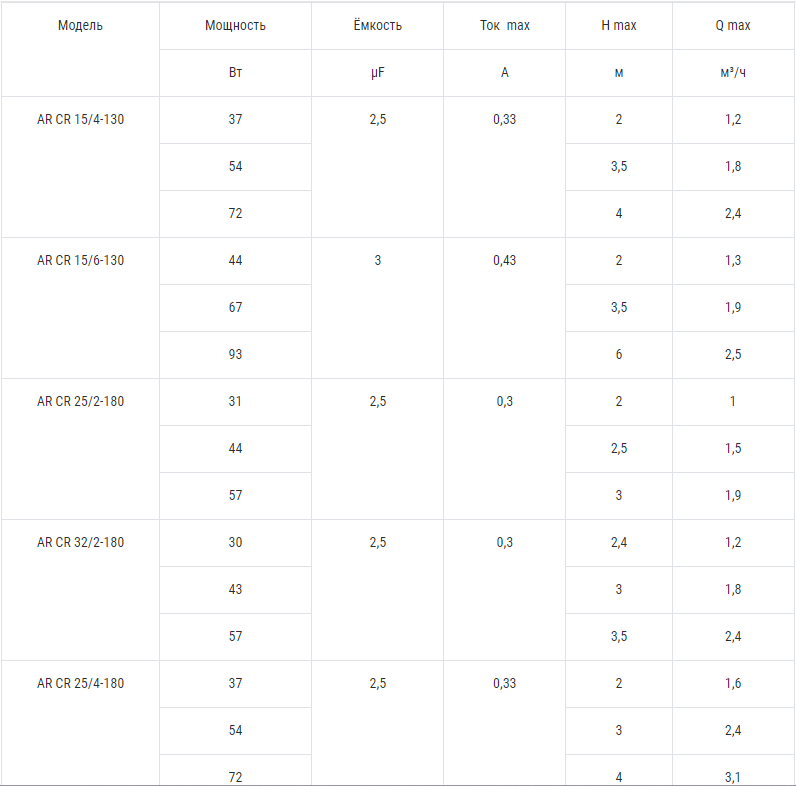 Модель Мощность Ёмкость Ток max H max Q max
Вт µF А м м³/ч
AR CR 15/4-130 37 2,5 0,33 2 1,2
54 3,5 1,8
72 4 2,4
AR CR 15/6-130 44 3 0,43 2 1,3
67 3,5 1,9
93 6 2,5
AR CR 25/2-180 31 2,5 0,3 2 1
44 2,5 1,5
57 3 1,9
AR CR 32/2-180 30 2,5 0,3 2,4 1,2
43 3 1,8
57 3,5 2,4
AR CR 25/4-180 37 2,5 0,33 2 1,6
54 3 2,4
72 4 3,1